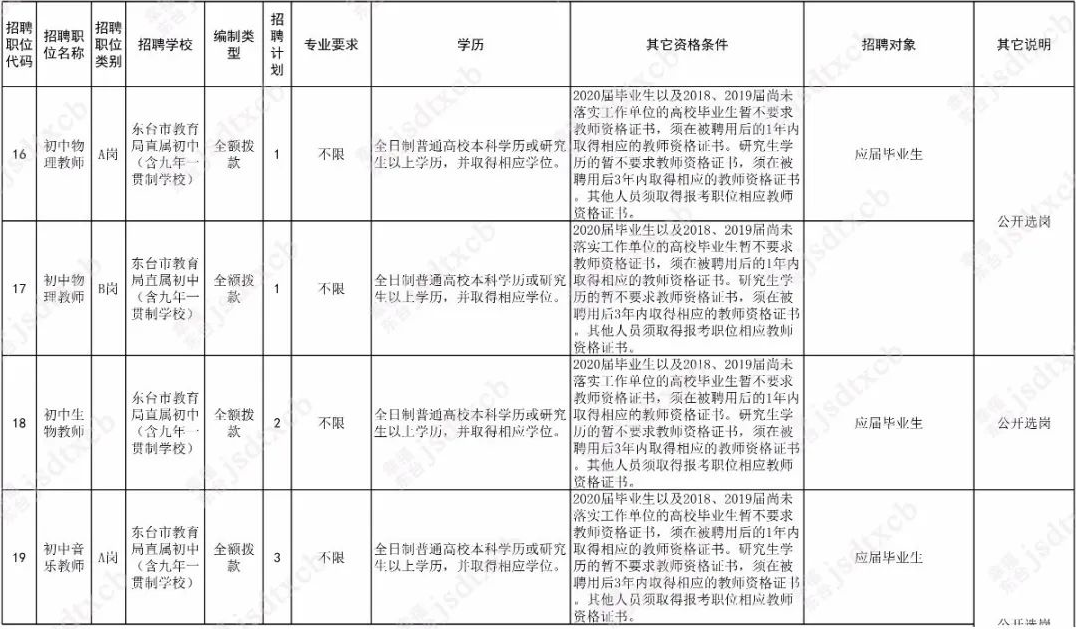 招聘
职位
代码
招聘职
位名称
招聘
职位
类别
招聘学校
编制类
型
招
聘
计
划
专业要求
学历
其它资格条件
招聘对象
其它说明
16
初中物
理教师
A岗
东台市教育
局直属初中
（含九年一
贯制学校）
全额拨
款
1
不限
全日制普通高校本科学历或研究
生以上学历，并取得相应学位。
2020届毕业生以及2018、2019届尚未
落实工作单位的高校毕业生暂不要求
教师资格证书，须在被聘用后的1年内
取得相应的教师资格证书。研究生学
历的暂不要求教师资格证书，须在被
聘用后3年内取得相应的教师资格证书
。其他人员须取得报考职位相应教师
资格证书。
应届毕业生
公开选岗
17
初中物
理教师
B岗
东台市教育
局直属初中
（含九年一
贯制学校）
全额拨
款
1
不限
全日制普通高校本科学历或研究
生以上学历，并取得相应学位。
2020届毕业生以及2018、2019届尚未
落实工作单位的高校毕业生暂不要求
教师资格证书，须在被聘用后的1年内
取得相应的教师资格证书。研究生学
历的暂不要求教师资格证书，须在被
聘用后3年内取得相应的教师资格证书
。其他人员须取得报考职位相应教师
资格证书。
18
初中生
物教师
东台市教育
局直属初中
（含九年一
贯制学校）
全额拨
款
2
不限
全日制普通高校本科学历或研究
生以上学历，并取得相应学位。
2020届毕业生以及2018、2019届尚未
落实工作单位的高校毕业生暂不要求
教师资格证书，须在被聘用后的1年内
取得相应的教师资格证书。研究生学
历的暂不要求教师资格证书，须在被
聘用后3年内取得相应的教师资格证书
。其他人员须取得报考职位相应教师
资格证书。
应届毕业生
公开选岗
19
初中音
乐教师
A岗
东台市教育
局直属初中
（含九年一
贯制学校）
全额拨
款
3
不限
全日制普通高校本科学历或研究
生以上学历，并取得相应学位。
2020届毕业生以及2018、2019届尚未
落实工作单位的高校毕业生暂不要求
教师资格证书，须在被聘用后的1年内
取得相应的教师资格证书。研究生学
历的暂不要求教师资格证书，须在被
聘用后3年内取得相应的教师资格证书
。其他人员须取得报考职位相应教师
资格证书。
应届毕业生
公开选岗
jsdtxcb